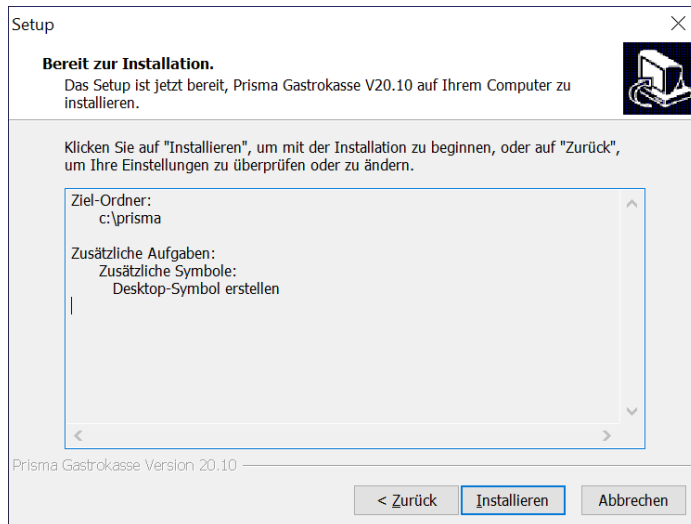 Setup
Bereit zur Installation.
Das Setup ist jetzt bereit, Prisma Gastrokasse V20.10 auf Ihrem Computer zu
installieren.
Klicken Sie auf "Installieren", um mit der Installation zu beginnen, oder auf "Zurück",
um Ihre Einstellungen zu überprüfen oder zu ändern.
Ziel-Ordner:
c:\prisma
Zusätzliche Aufgaben:
Zusätzliche Symbole:
Desktop-Symbol erstellen
Prisma Gastrokasse Version 20.10
< Zurück
Installieren
Abbrechen